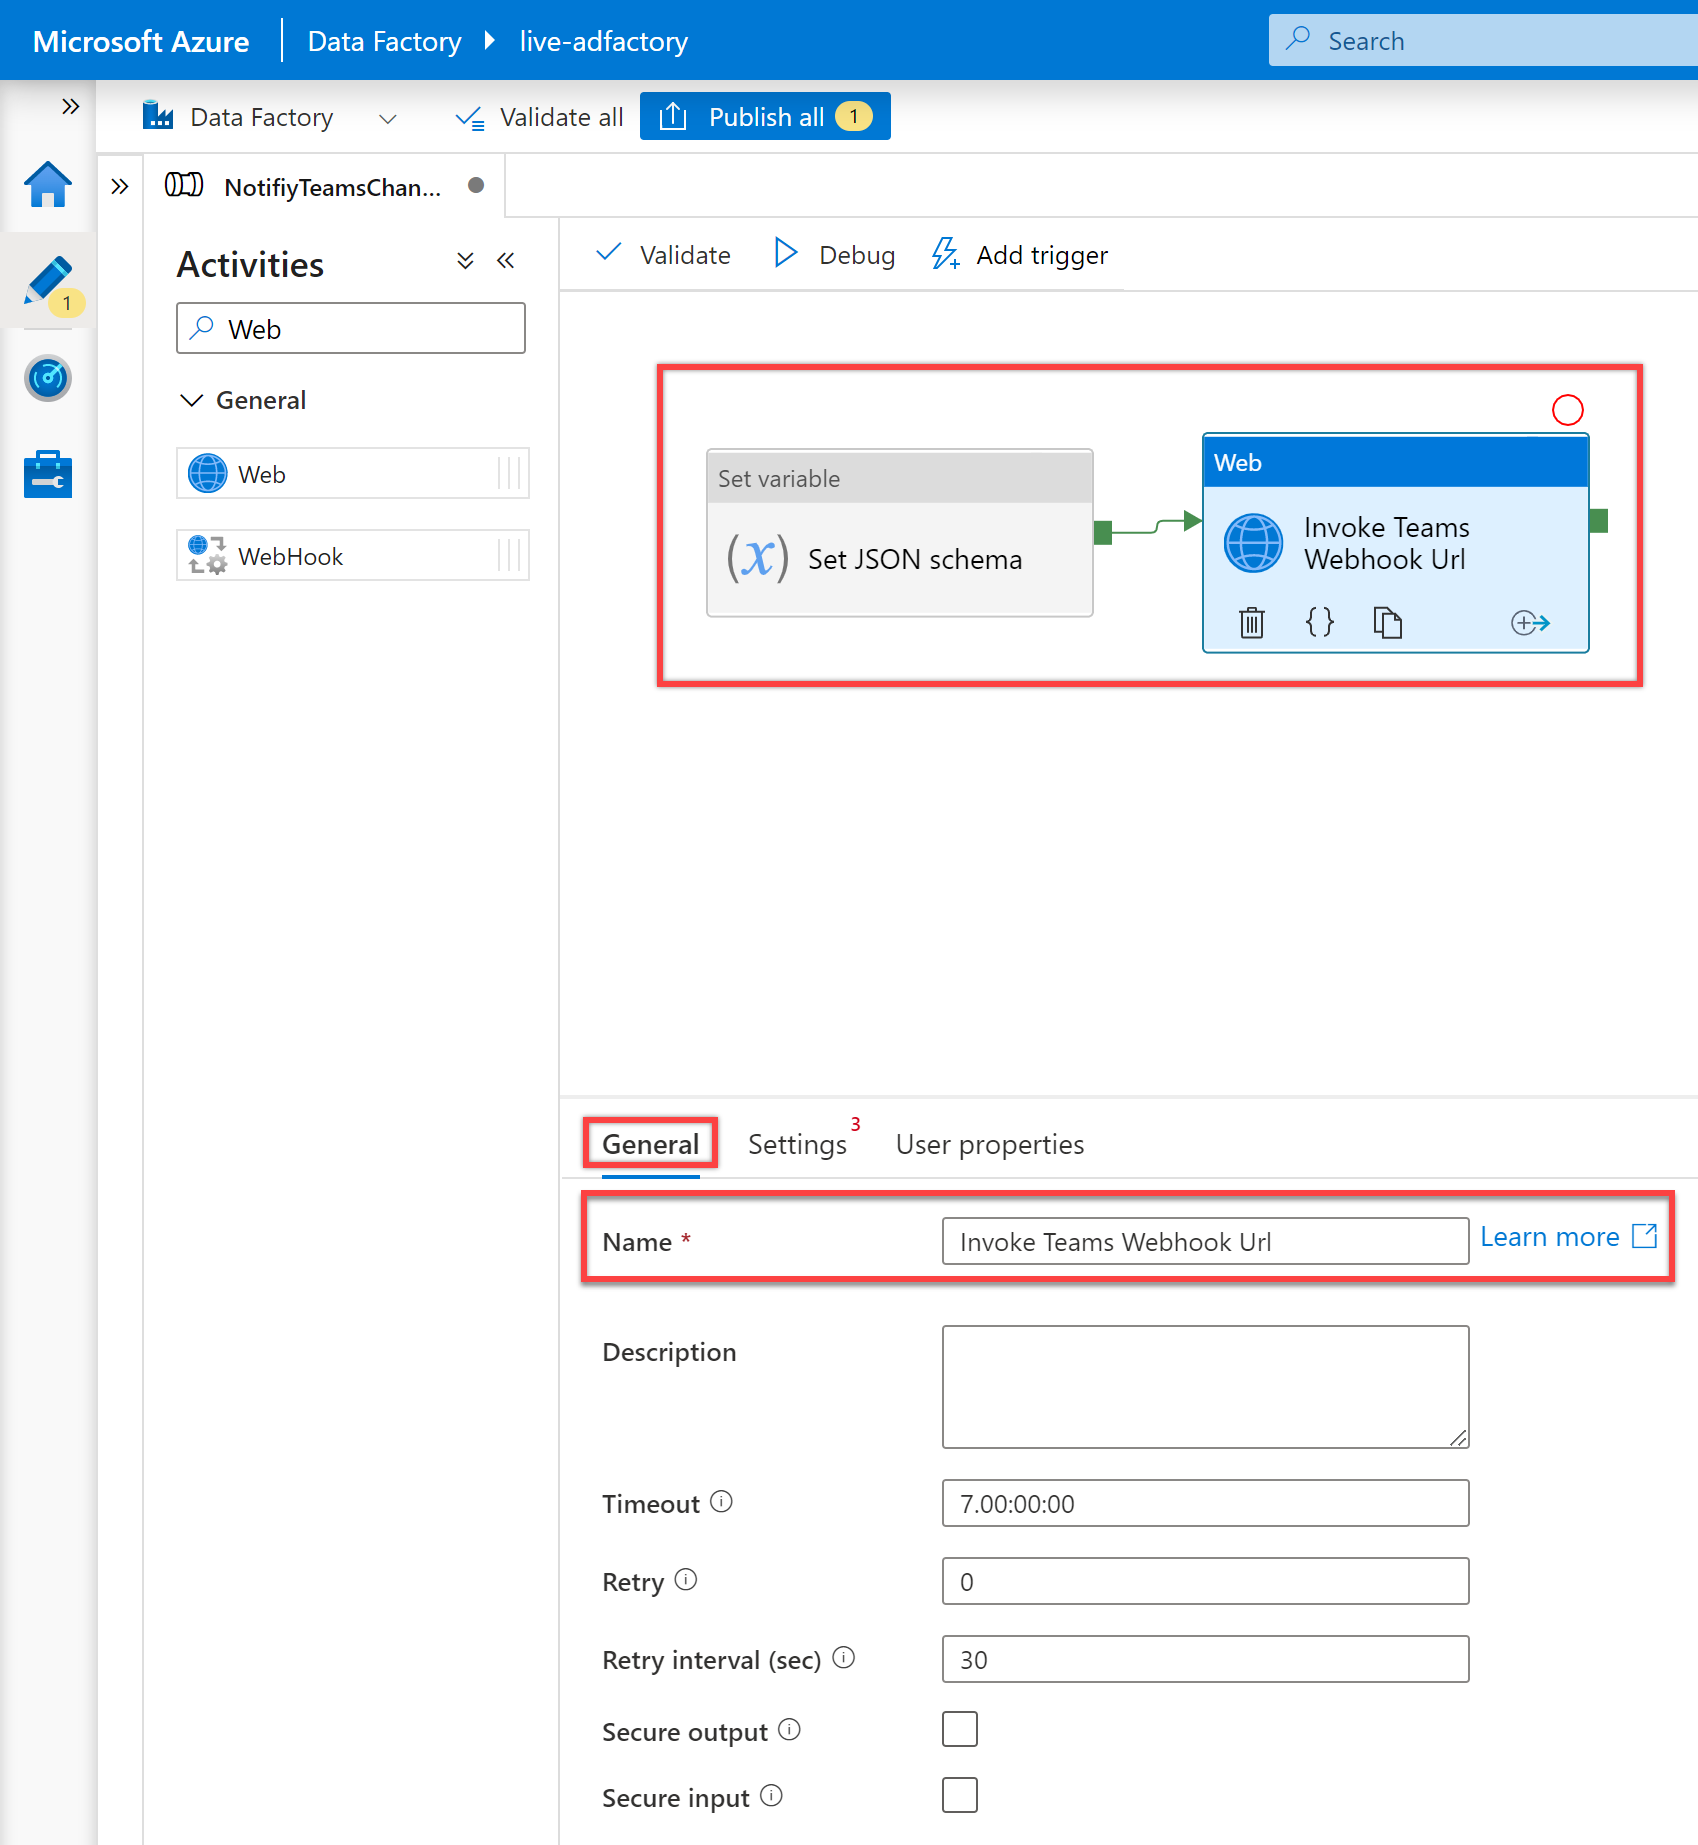 Microsoft Azure
Data Factory
live-adfactory
Search
Data Factory
Validate all
Publish all
1
NotifiyTeamsChan...
1
Activities
Web
General
Web
WebHook
Validate
Debug
Add trigger
Set variable
(x)
Set JSON schema
Web
Invoke Teams
Webhook Url
{}
General
Settings
3
User properties
Name *
Invoke Teams Webhook Url
Learn more
Description
Timeout
7.00:00:00
Retry
0
Retry interval (sec)
30
Secure output
Secure input